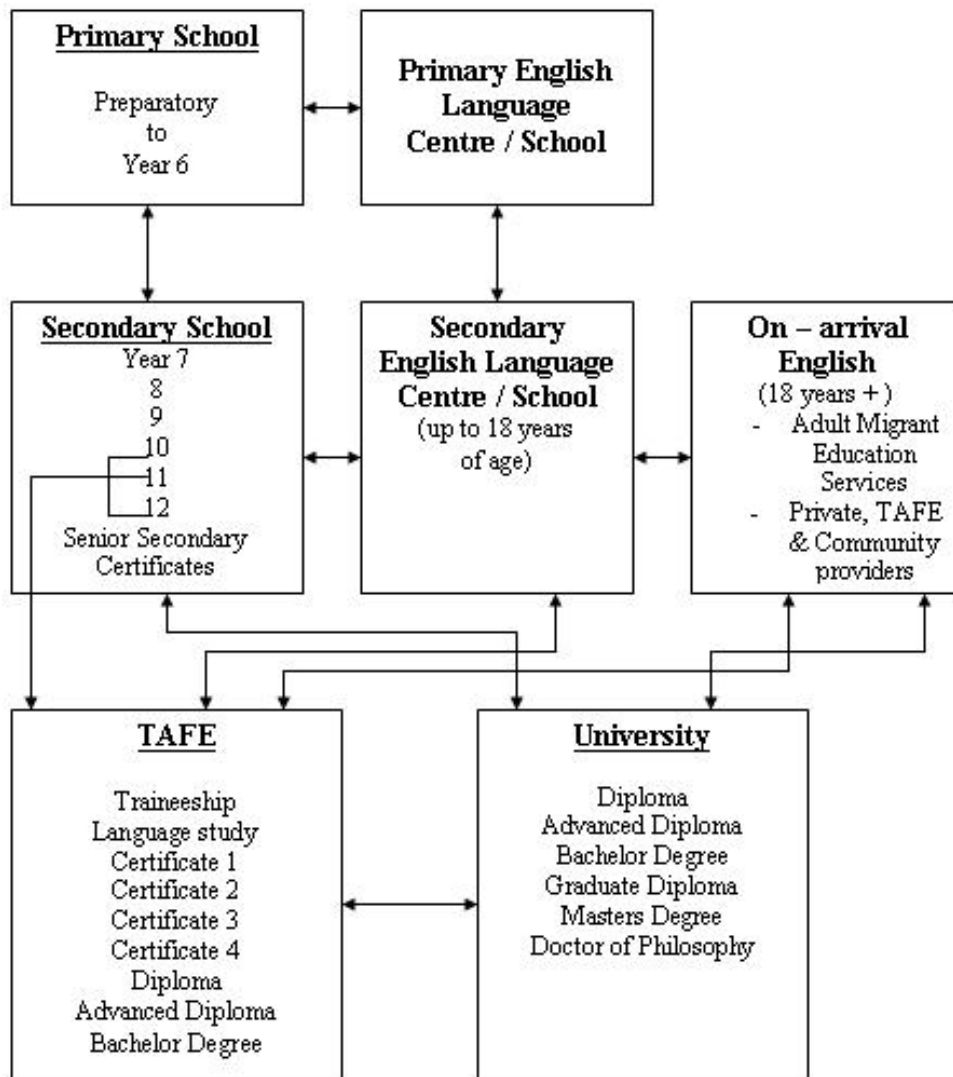 Primary School
Preparatory
to
Year 6
Primary English
Language
Centre / School
Secondary School
Year 7
8
9
10
11
12
Senior Secondary
Certificates
Secondary
English Language
Centre / School
(up to 18 years
of age)
On – arrival
English
(18 years + )
- Adult Migrant
Education
Services
- Private, TAFE
& Community
providers
TAFE
Traineeship
Language study
Certificate 1
Certificate 2
Certificate 3
Certificate 4
Diploma
Advanced Diploma
Bachelor Degree
University
Diploma
Advanced Diploma
Bachelor Degree
Graduate Diploma
Masters Degree
Doctor of Philosophy